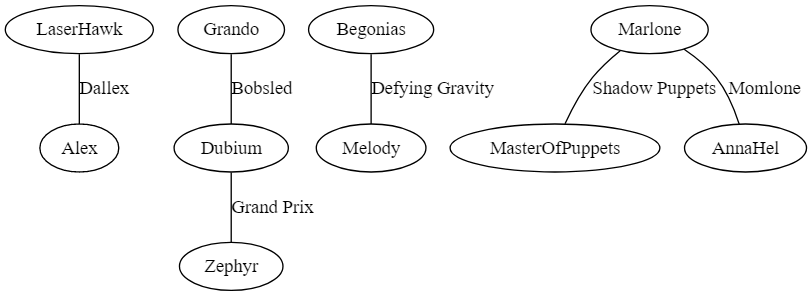 LaserHawk
Grando
Begonias
Marlone
Dallex
Bobsled
Defying Gravity
Shadow Puppets
Momlone
Alex
Dubium
Melody
MasterOfPuppets
AnnaHel
Grand Prix
Zephyr